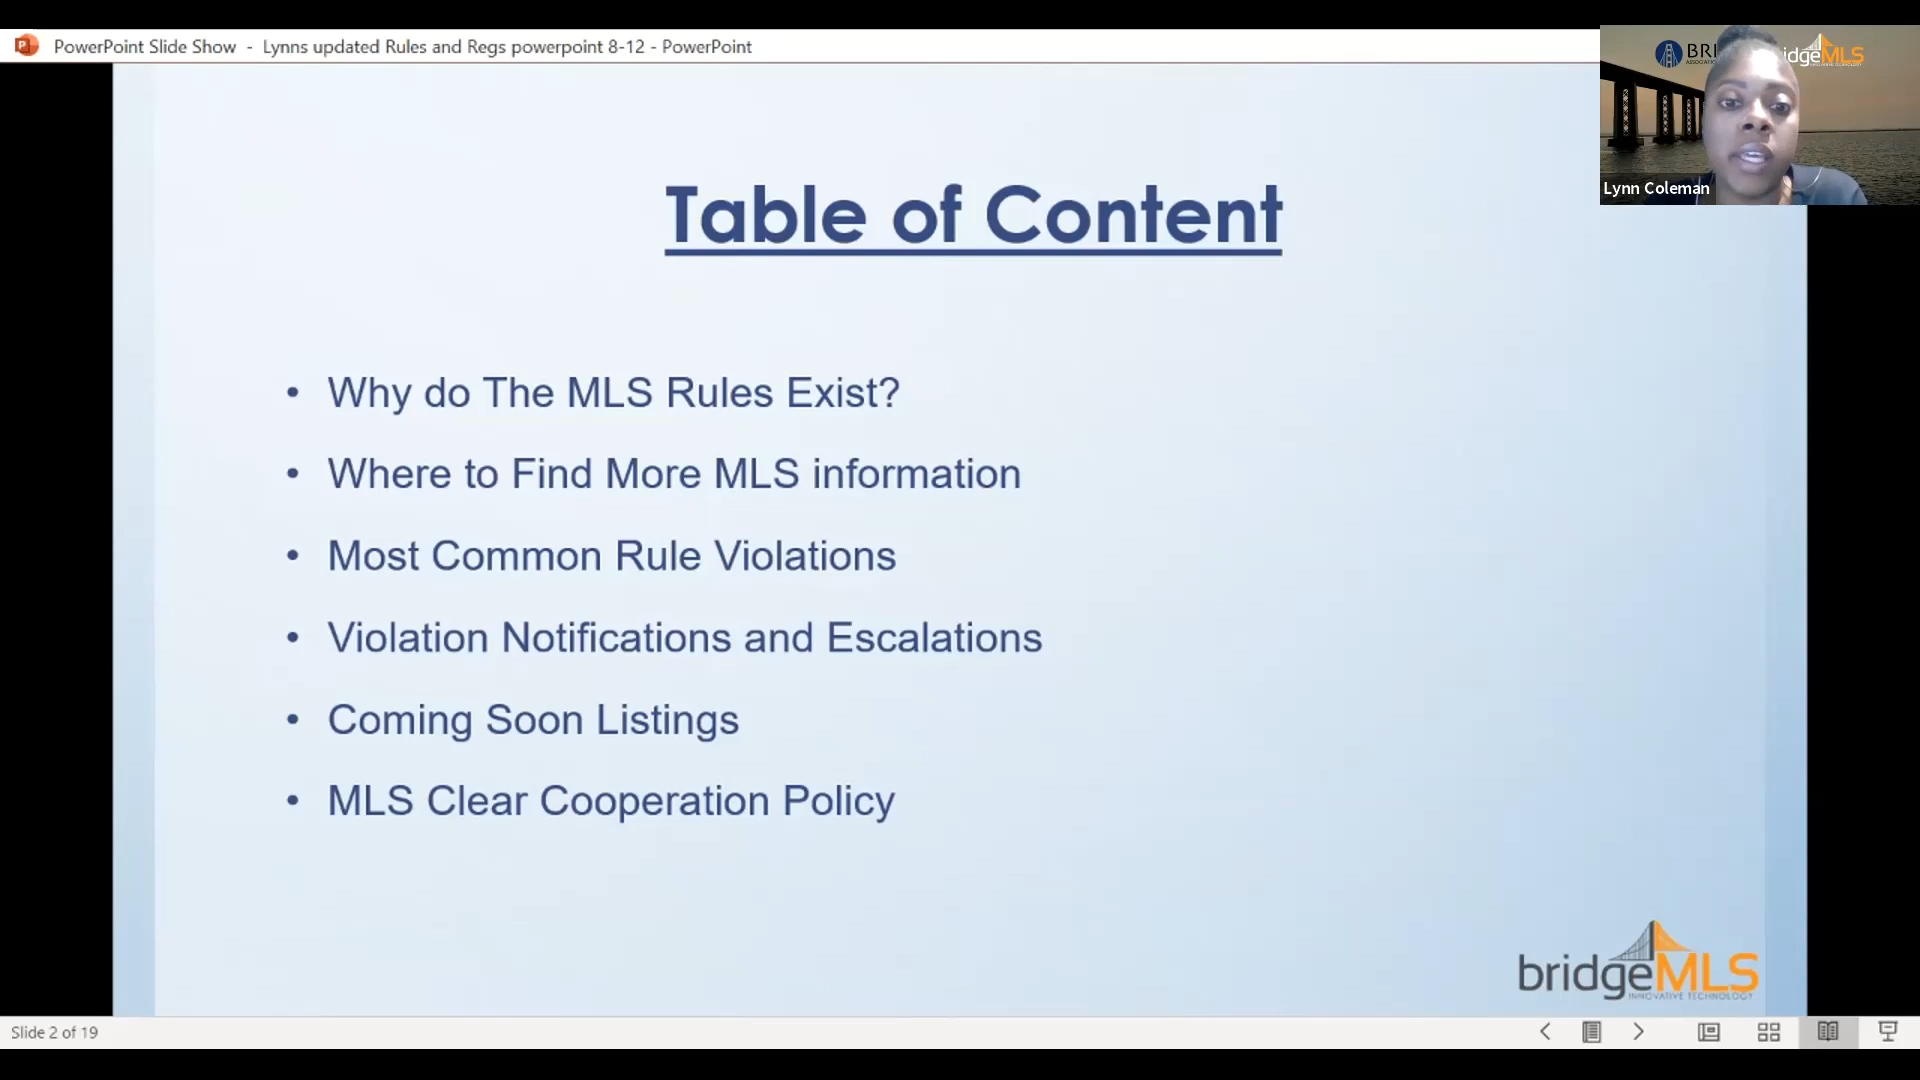 PowerPoint Slide Show - Lynns updated Rules and Regs powerpoint 8-12 - PowerPoint
BRI
idgeMLS
Lynn Coleman
Table of Content
• Why do The MLS Rules Exist?
• Where to Find More MLS information
• Most Common Rule Violations
• Violation Notifications and Escalations
• Coming Soon Listings
• MLS Clear Cooperation Policy
bridgeMLS
INNOVATIVE TECHNOLOGY
Slide 2 of 19